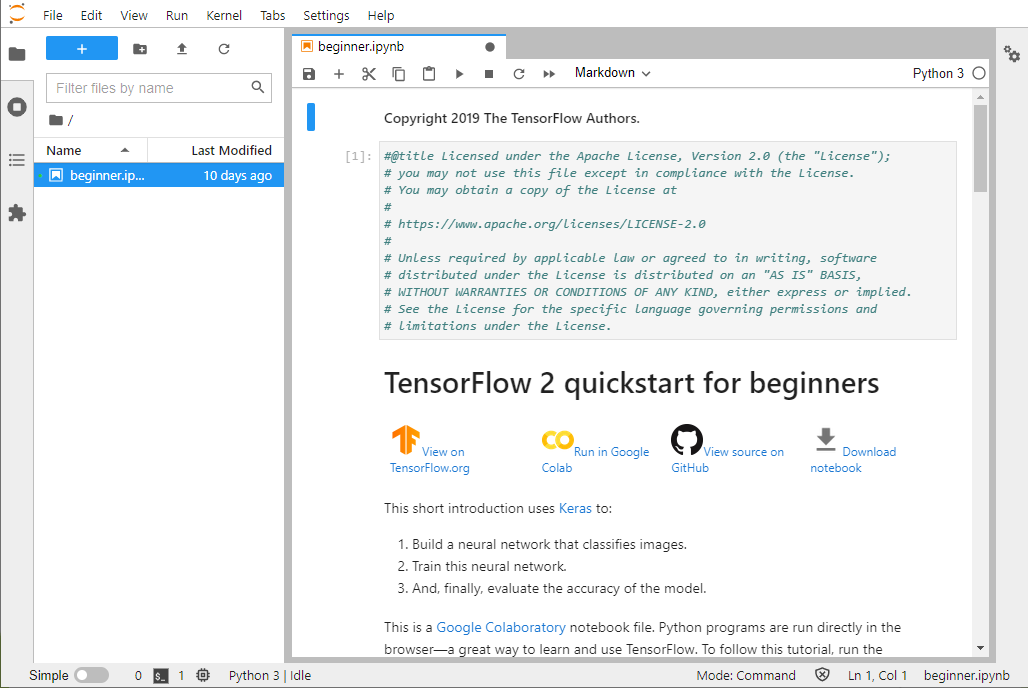 File Edit View Run Kernel Tabs Settings Help
+
Filter files by name
/
Name Last Modified
beginner.ip... 10 days ago
beginner.ipynb
Markdown
Python 3
Copyright 2019 The TensorFlow Authors.
[1]:
#@title Licensed under the Apache License, Version 2.0 (the "License");
# you may not use this file except in compliance with the License.
# You may obtain a copy of the License at
#
# https://www.apache.org/licenses/LICENSE-2.0
#
# Unless required by applicable law or agreed to in writing, software
# distributed under the License is distributed on an "AS IS" BASIS,
# WITHOUT WARRANTIES OR CONDITIONS OF ANY KIND, either express or implied.
# See the License for the specific language governing permissions and
# limitations under the License.
TensorFlow 2 quickstart for beginners
View on
TensorFlow.org
Run in Google
Colab
View source on
GitHub
Download
notebook
This short introduction uses Keras to:
1. Build a neural network that classifies images.
2. Train this neural network.
3. And, finally, evaluate the accuracy of the model.
This is a Google Colaboratory notebook file. Python programs are run directly in the
browser—a great way to learn and use TensorFlow. To follow this tutorial, run the
Simple 0 $_ 1 Python 3 | Idle Mode: Command Ln 1, Col 1 beginner.ipynb